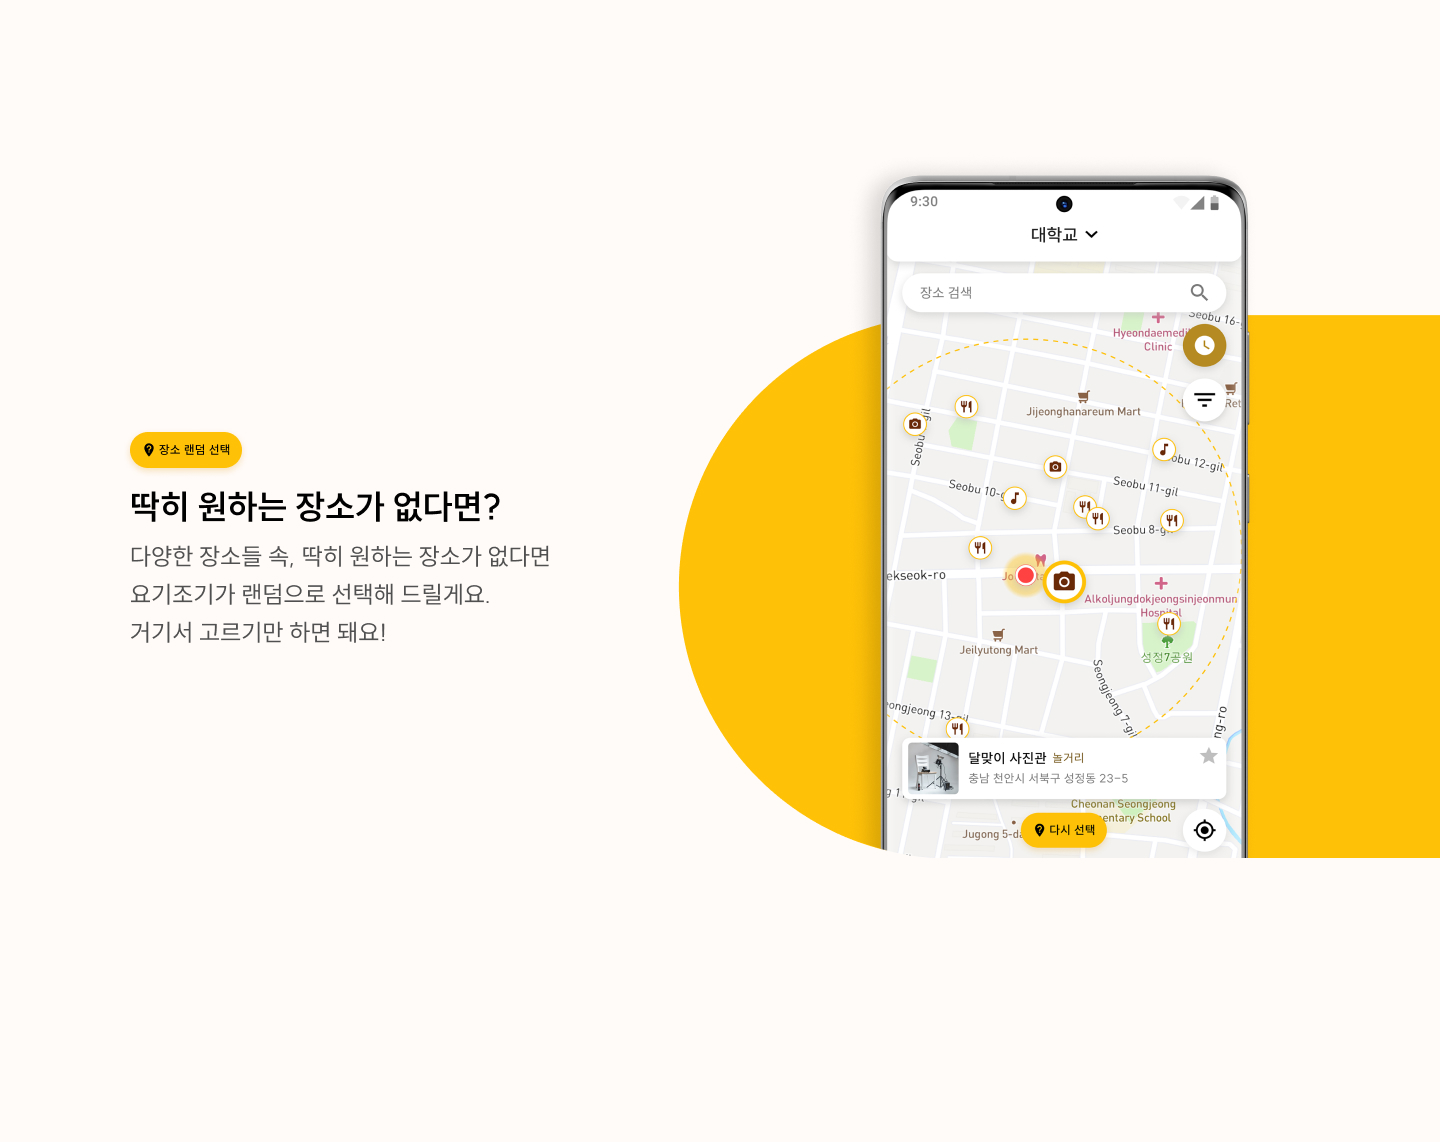 장소 랜덤 선택
딱히 원하는 장소가 없다면?
다양한 장소들 속, 딱히 원하는 장소가 없다면
요기조기가 랜덤으로 선택해 드릴게요.
거기서 고르기만 하면 돼요!
9:30
대학교
장소 검색
Seobu 16-
Clinic
Jijeonghanareum Mart
Seobu
Seobu 10-
Seobu 11-gil
12-gil
Seobu 8-
ekseok-ro
Alkoljungdokjeongsinjeonmun
Hospital
Jeilyutong Mart
성정7공원
Seongjeong 7-gil
ongjeong 13-gil
ng-ro
달맞이 사진관 놀거리
충남 천안시 서북구 성정동 23-5
Cheonan Seongjeong
entary School
Jugong 5-da
다시 선택